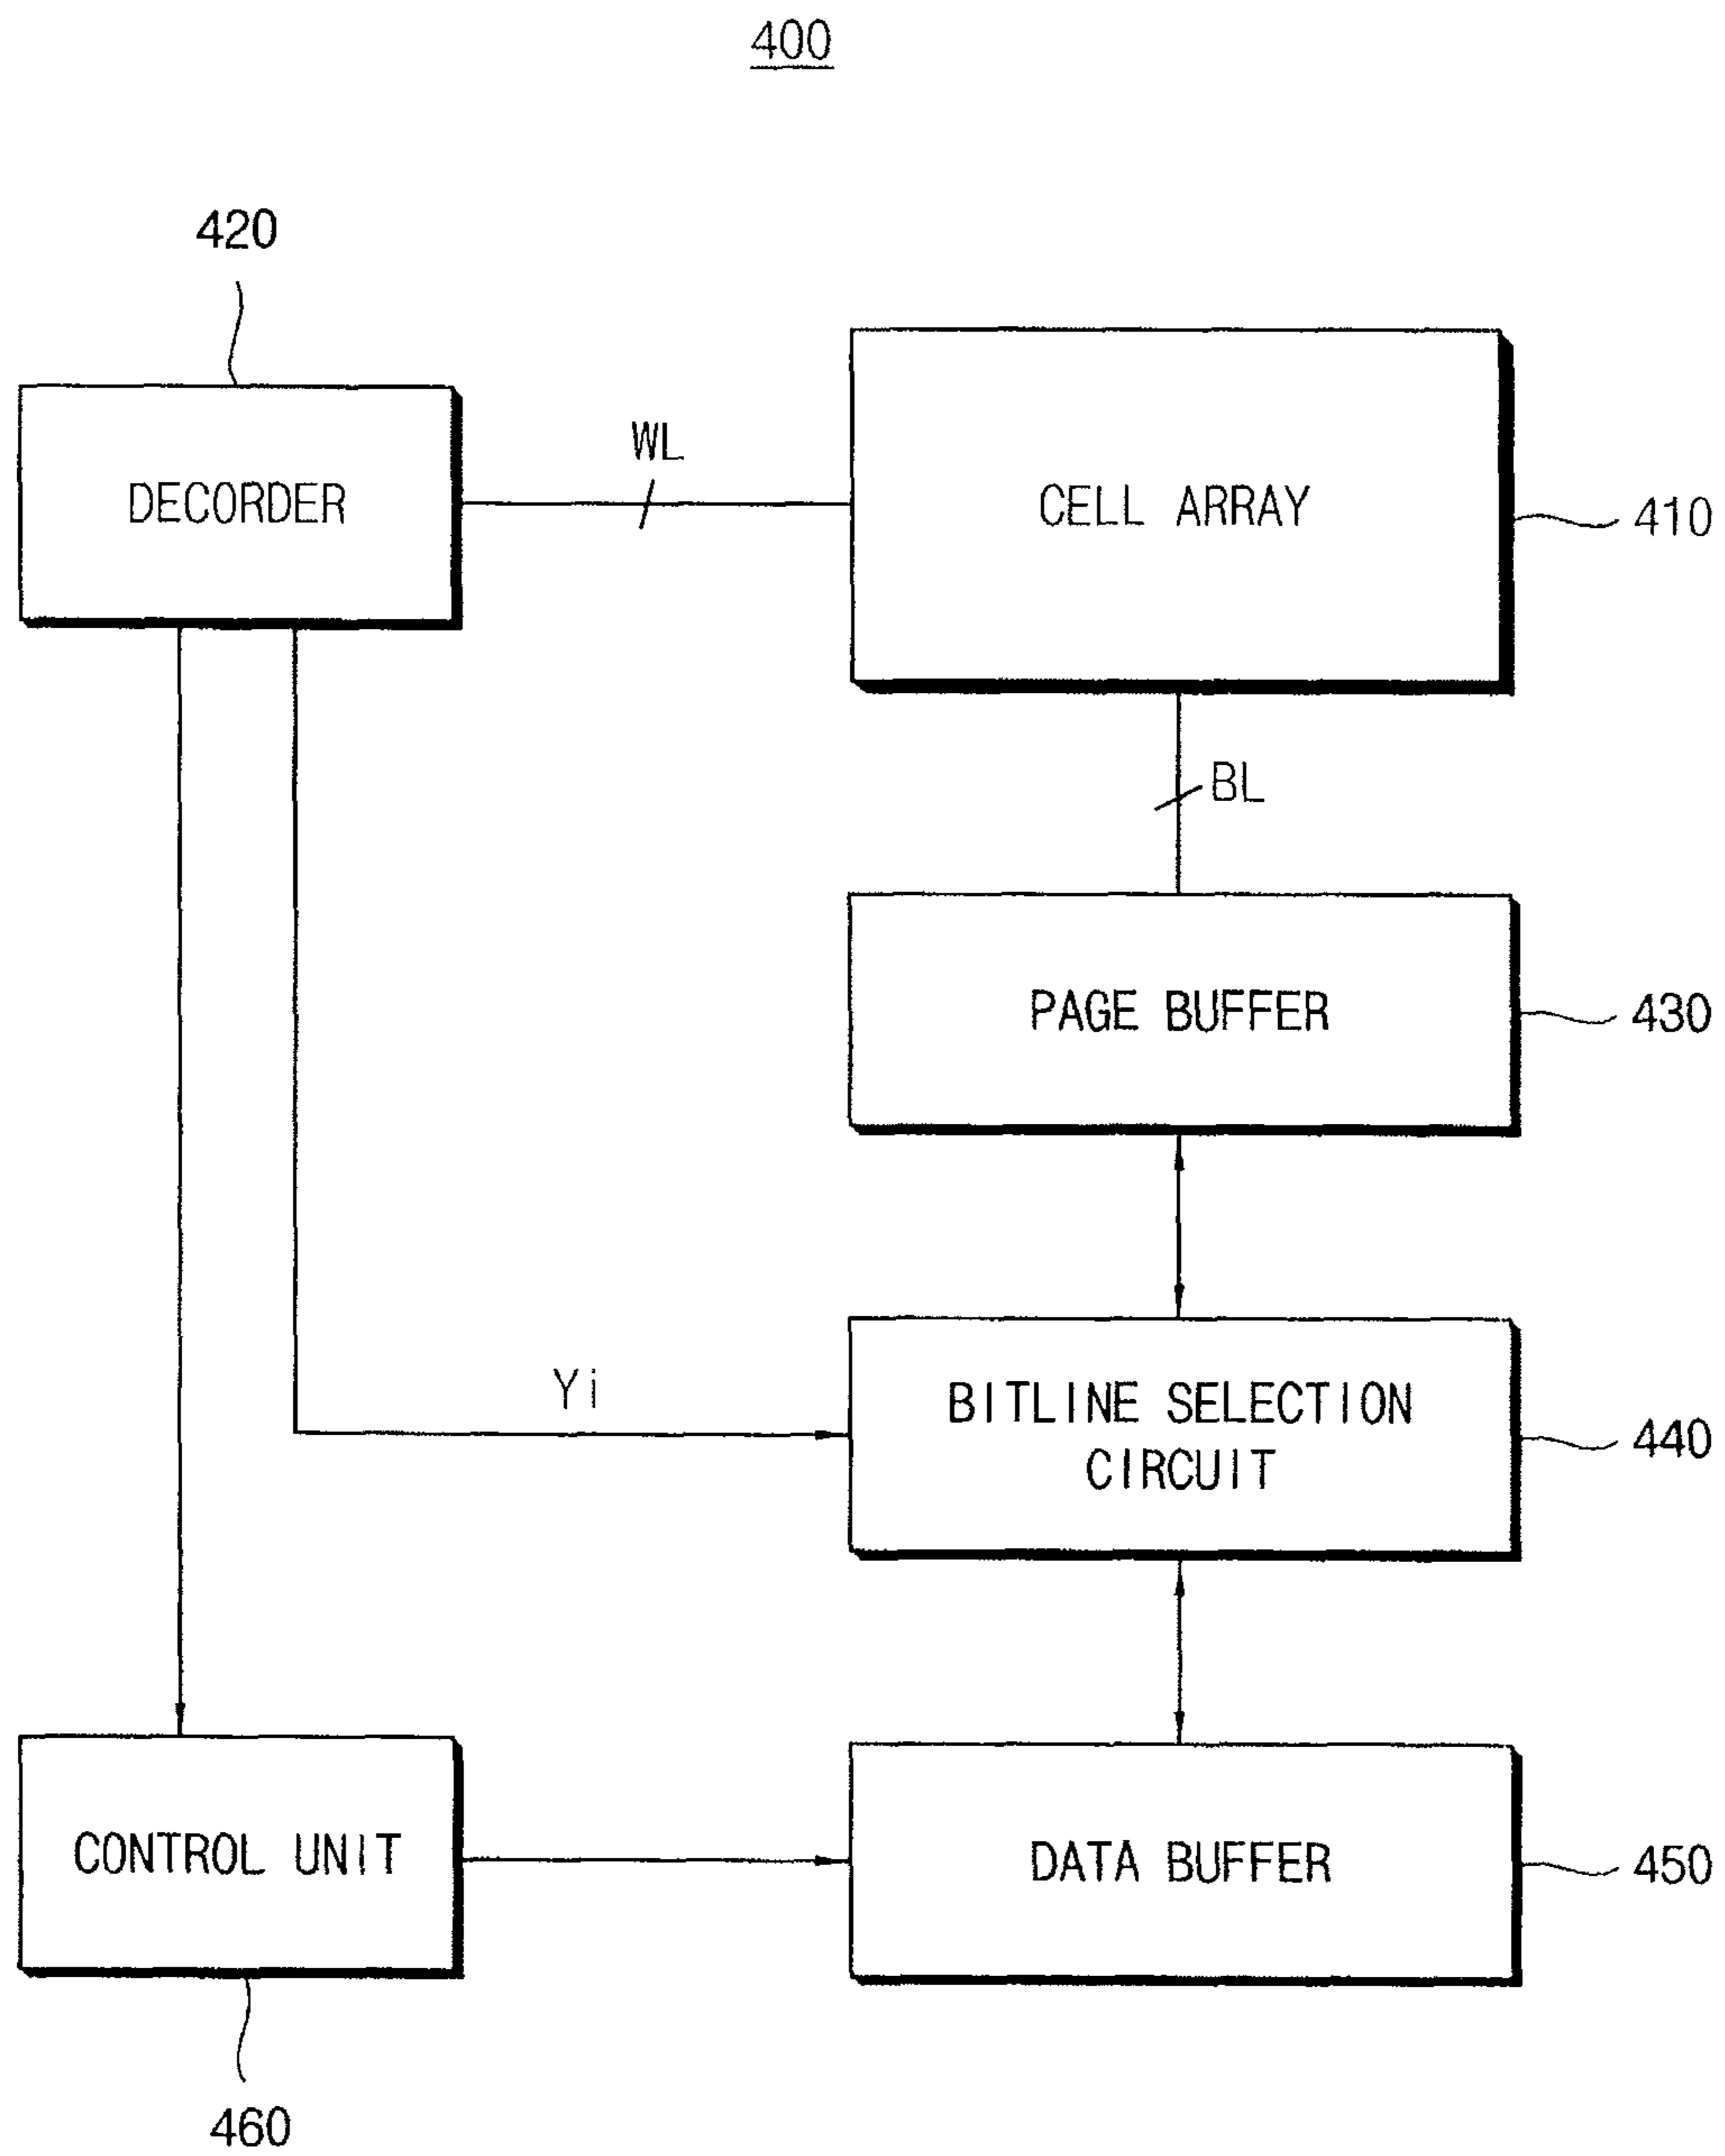 400
420
DECORDER
WL
CELL ARRAY
410
BL
PAGE BUFFER
430
Yi
BITLINE SELECTION
CIRCUIT
440
CONTROL UNIT
DATA BUFFER
450
460